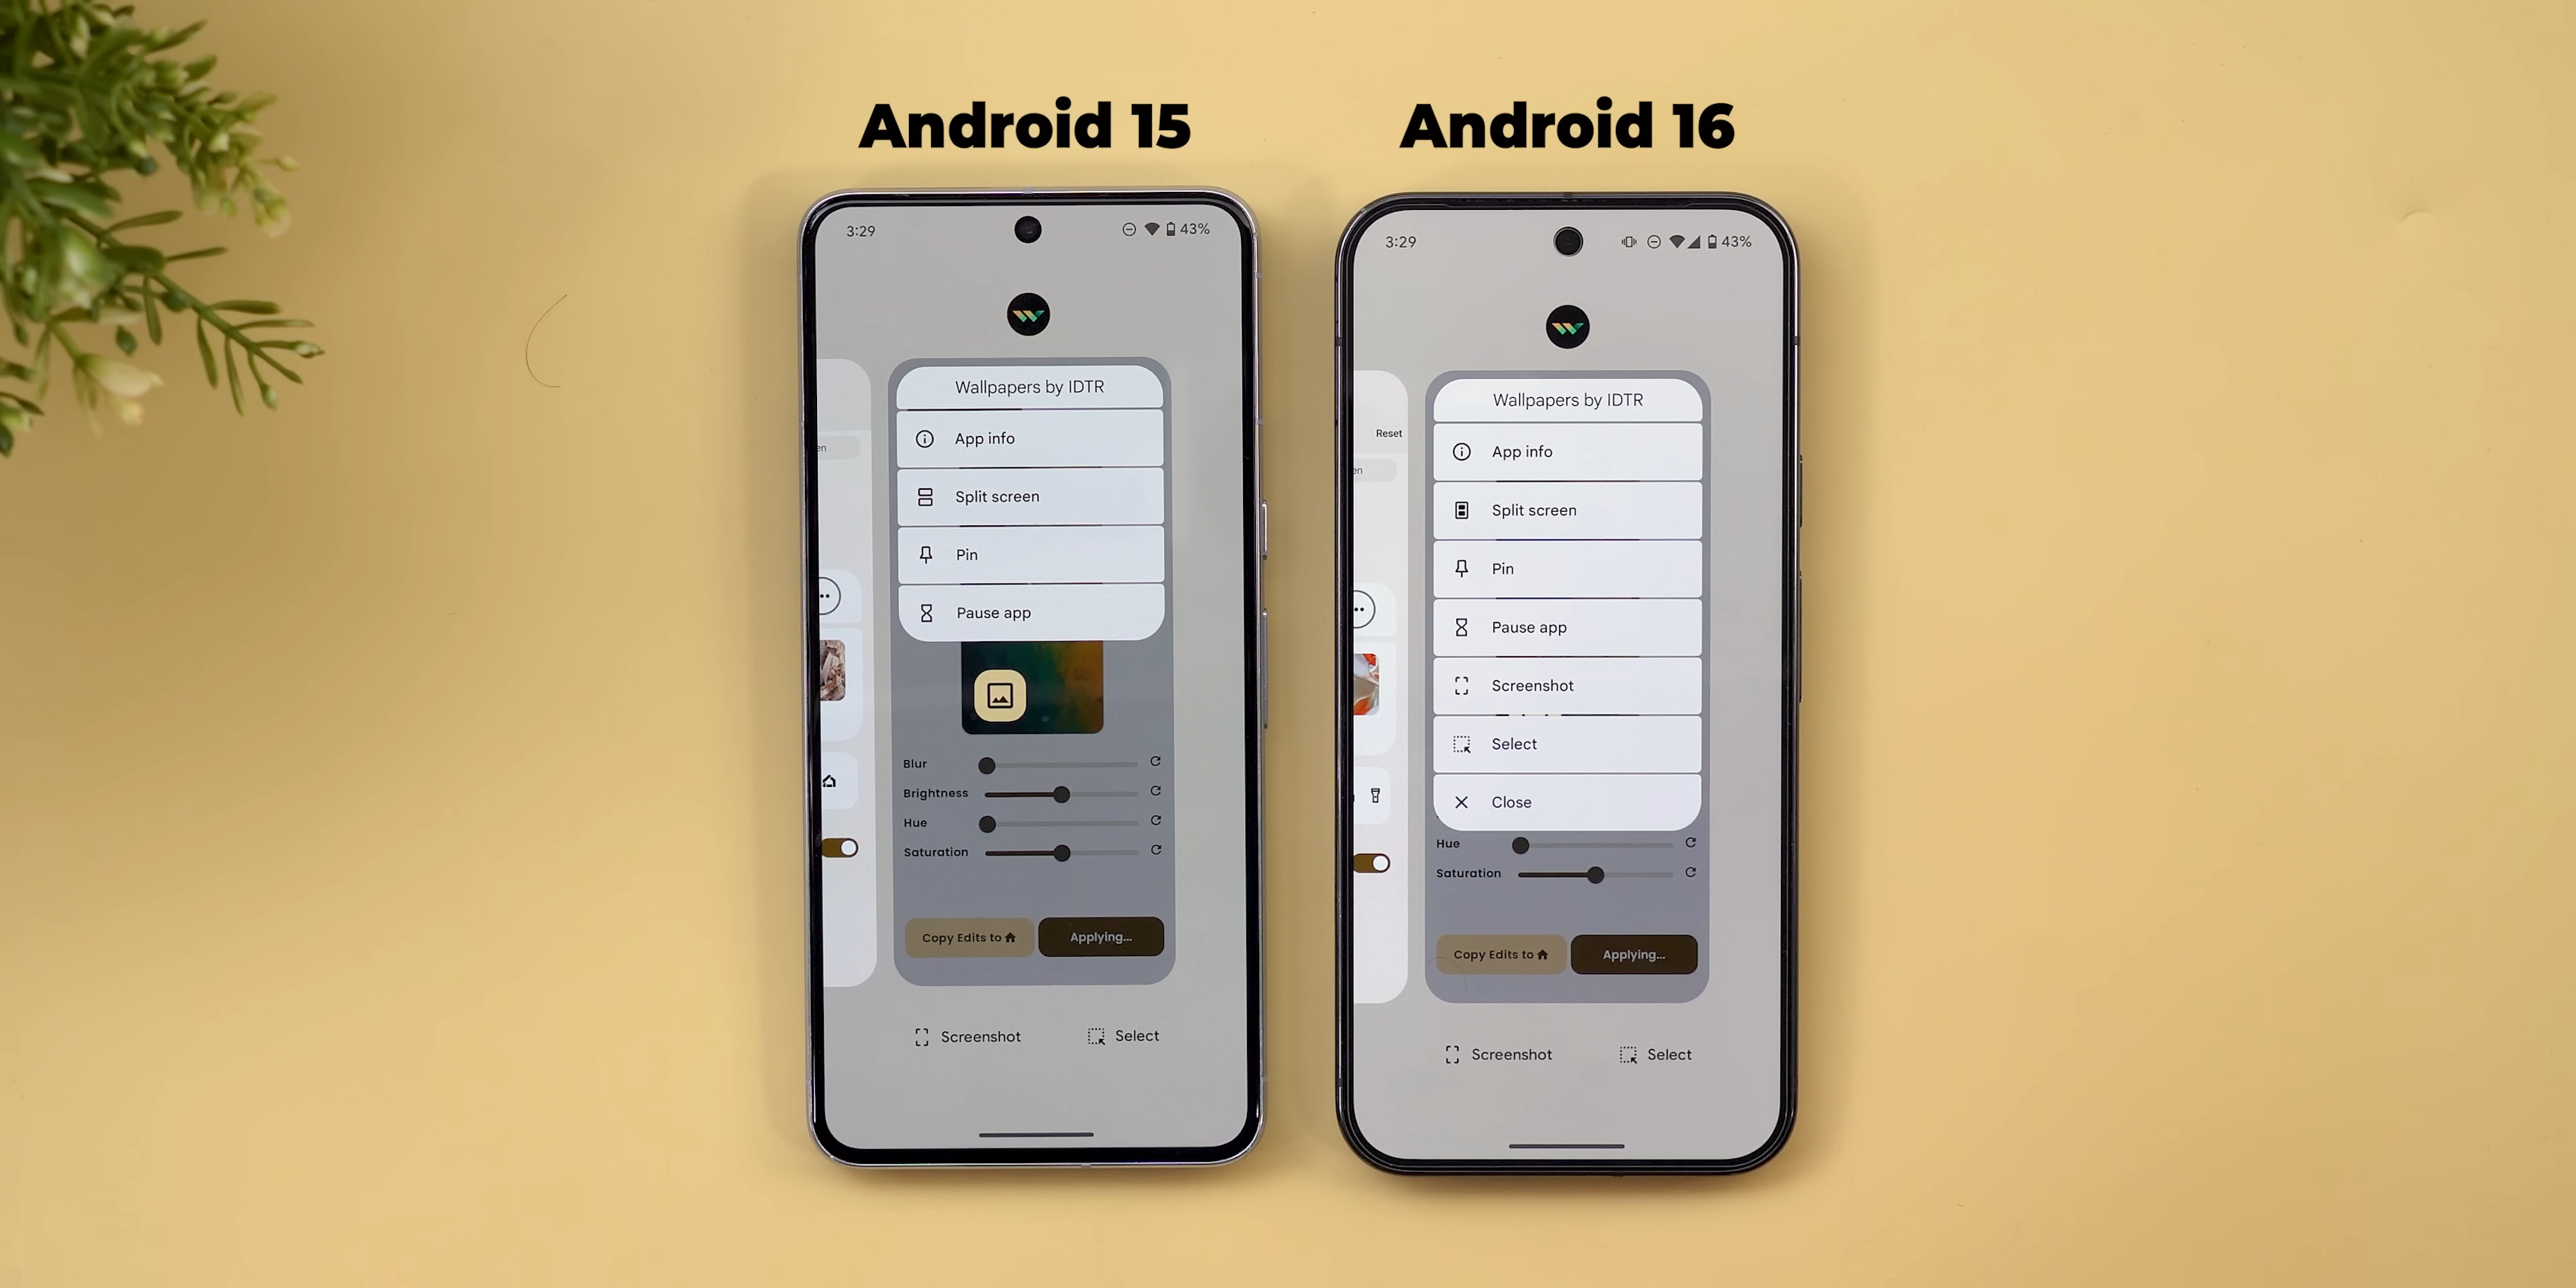 Android 15
3:29
43%
Wallpapers by IDTR
App info
en
Split screen
Pin
Pause app
Blur
Brightness
Hue
Saturation
Copy Edits to
Applying...
Screenshot
Select
Android 16
3:29
43%
Wallpapers by IDTR
Reset
App info
en
Split screen
Pin
Pause app
Screenshot
Select
Close
Hue
Saturation
Copy Edits to
Applying...
Screenshot
Select